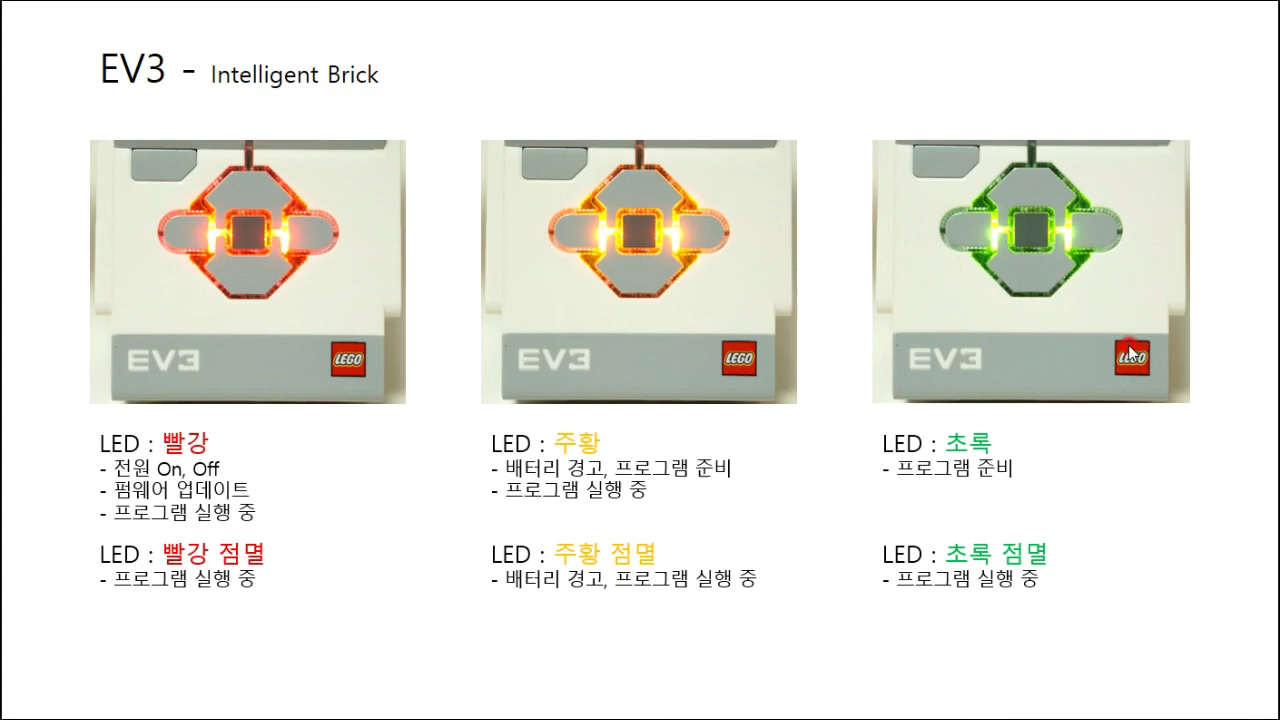 EV3 - Intelligent Brick
EV3 LEGO
EV3 LEGO
EV3 LEGO
LED : 빨강
- 전원 On, Off
- 펌웨어 업데이트
- 프로그램 실행 중
LED : 빨강 점멸
- 프로그램 실행 중
LED : 주황
- 배터리 경고, 프로그램 준비
- 프로그램 실행 중
LED : 주황 점멸
- 배터리 경고, 프로그램 실행 중
LED : 초록
- 프로그램 준비
LED : 초록 점멸
- 프로그램 실행 중